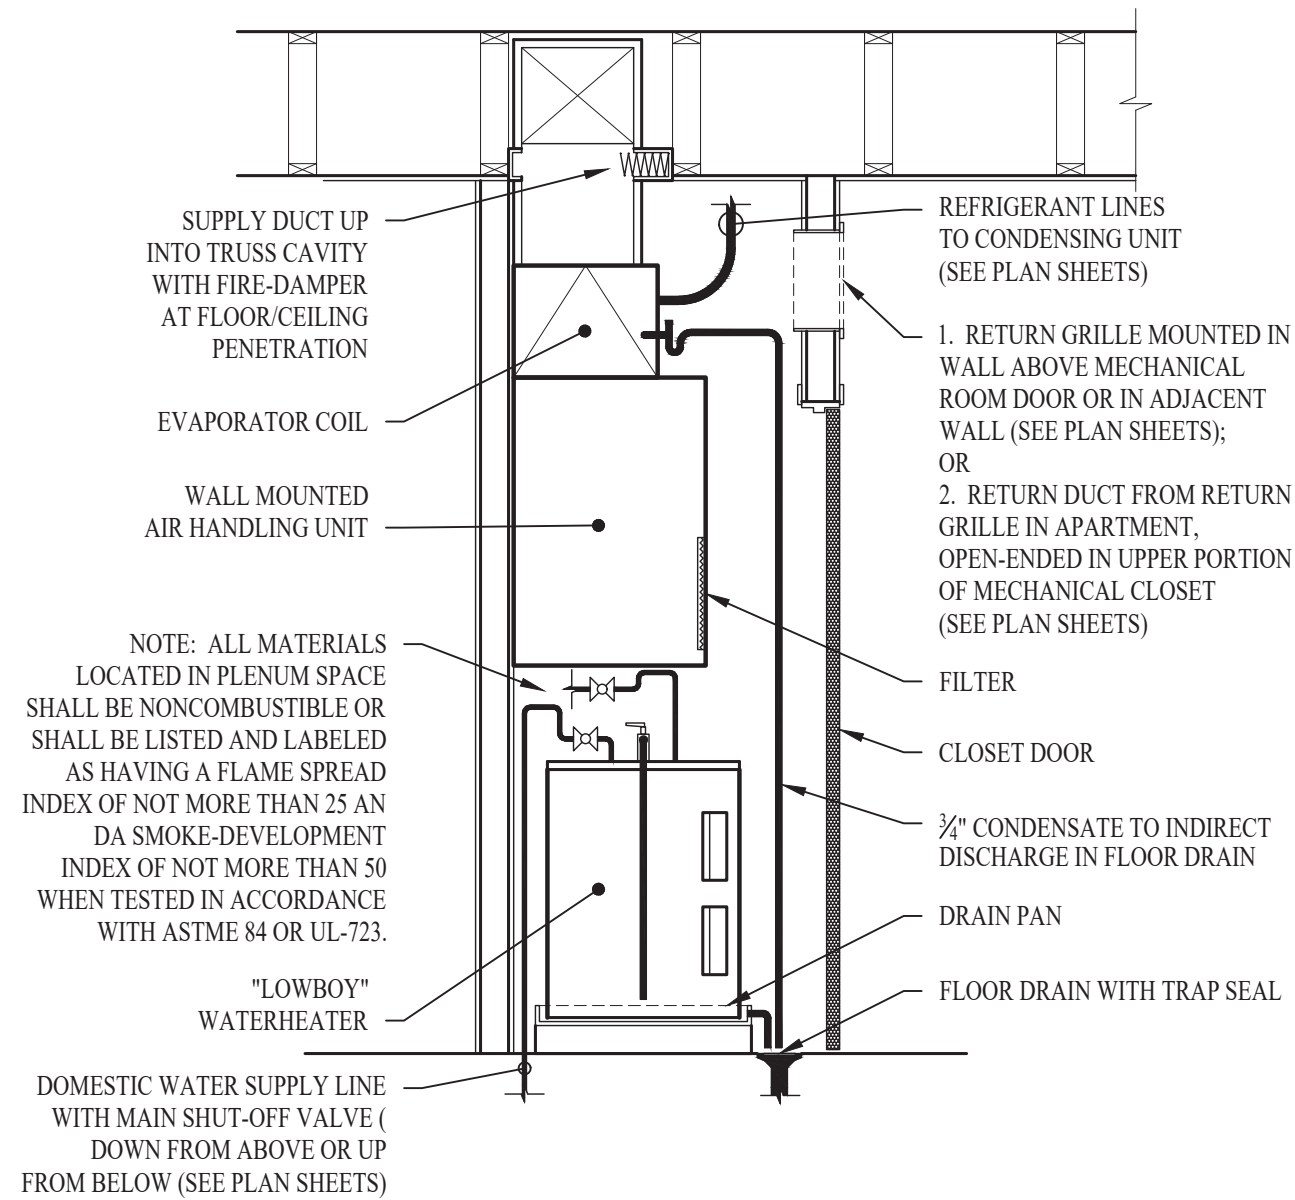 SUPPLY DUCT UP
INTO TRUSS CAVITY
WITH FIRE-DAMPER
AT FLOOR/CEILING
PENETRATION
EVAPORATOR COIL
WALL MOUNTED
AIR HANDLING UNIT
NOTE: ALL MATERIALS
LOCATED IN PLENUM SPACE
SHALL BE NONCOMBUSTIBLE OR
SHALL BE LISTED AND LABELED
AS HAVING A FLAME SPREAD
INDEX OF NOT MORE THAN 25 AN
DA SMOKE-DEVELOPMENT
INDEX OF NOT MORE THAN 50
WHEN TESTED IN ACCORDANCE
WITH ASTME 84 OR UL-723.
"LOWBOY"
WATERHEATER
DOMESTIC WATER SUPPLY LINE
WITH MAIN SHUT-OFF VALVE (
DOWN FROM ABOVE OR UP
FROM BELOW (SEE PLAN SHEETS)
REFRIGERANT LINES
TO CONDENSING UNIT
(SEE PLAN SHEETS)
1. RETURN GRILLE MOUNTED IN
WALL ABOVE MECHANICAL
ROOM DOOR OR IN ADJACENT
WALL (SEE PLAN SHEETS);
OR
2. RETURN DUCT FROM RETURN
GRILLE IN APARTMENT,
OPEN-ENDED IN UPPER PORTION
OF MECHANICAL CLOSET
(SEE PLAN SHEETS)
FILTER
CLOSET DOOR
¾" CONDENSATE TO INDIRECT
DISCHARGE IN FLOOR DRAIN
DRAIN PAN
FLOOR DRAIN WITH TRAP SEAL